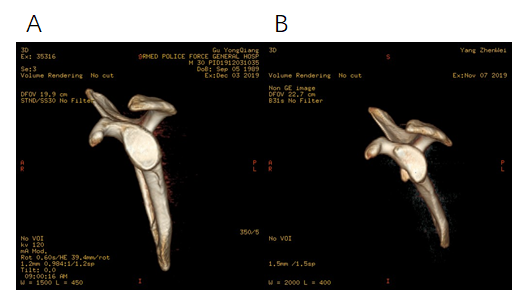 A
B
3D
Ex: 35316
Se:3
Volume Rendering No cut
DFOV 19.9 cm
STND/SS30 No Filter
Gu YongQiang
ARMED POLICE FORCE GENERAL HOSP
M 30 PID1912031035
DoB: Sep 05 1989
Ex:Dec 03 2019
A
R
P
L
350/5
No VOI
kv 120
mA Mod.
Rot 0.60s/HE 39.4mm/rot
1.2mm 0.984:1/1.2sp
Tilt: 0.0
09:00:16 AM
W = 1500 L = 450
I
3D
S
Yang ZhenWei
Volume Rendering No cut
Ex:Nov 07 2019
Non GE image
DFOV 22.7 cm
B31s No Filter
A
R
P
L
No VOI
1.5mm /1.5sp
W = 2000 L = 400
I